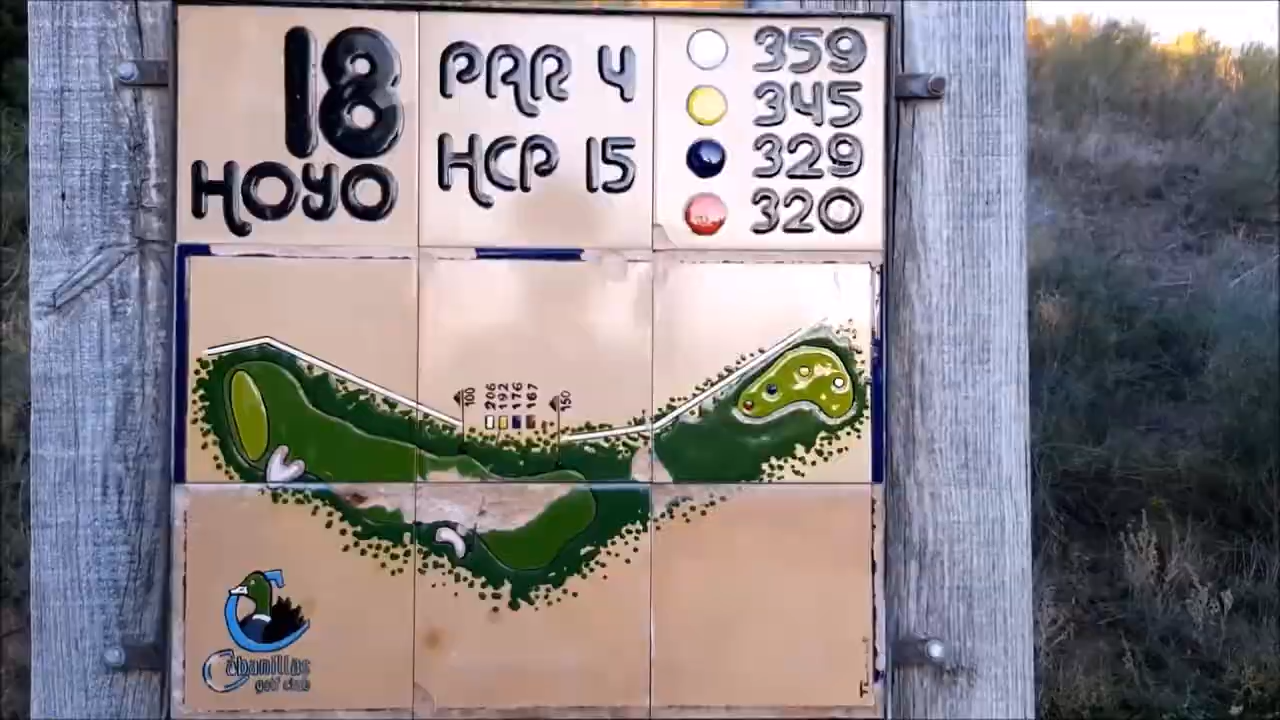 18
HOYO
PAR 4
HCP 15
359
345
329
320
100
206
192
176
167
150
Cabanillas
golf club